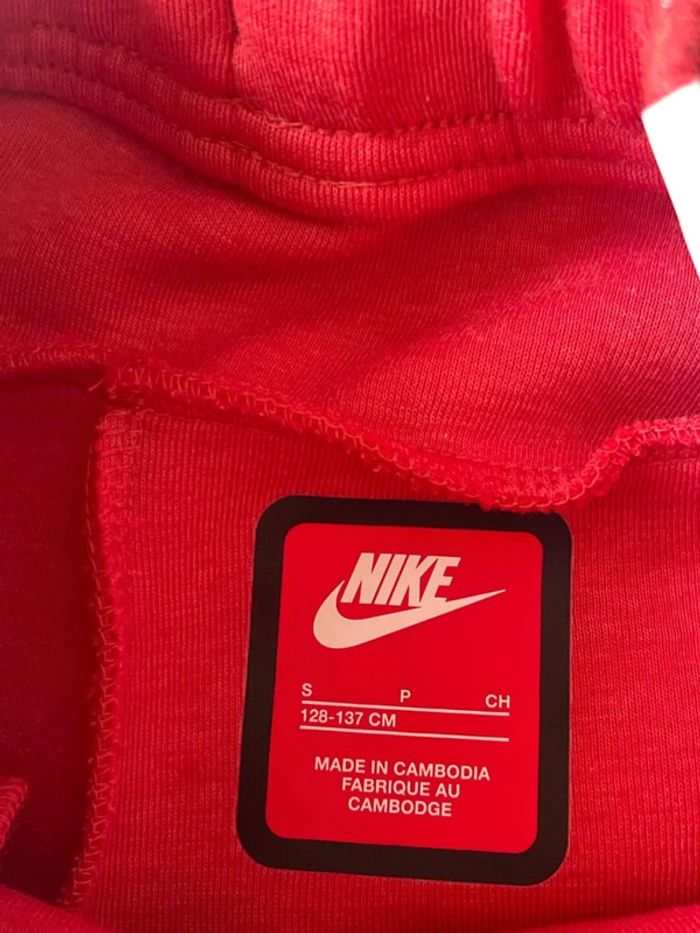 NIKE
S P CH
128-137 CM
MADE IN CAMBODIA
FABRIQUE AU
CAMBODGE